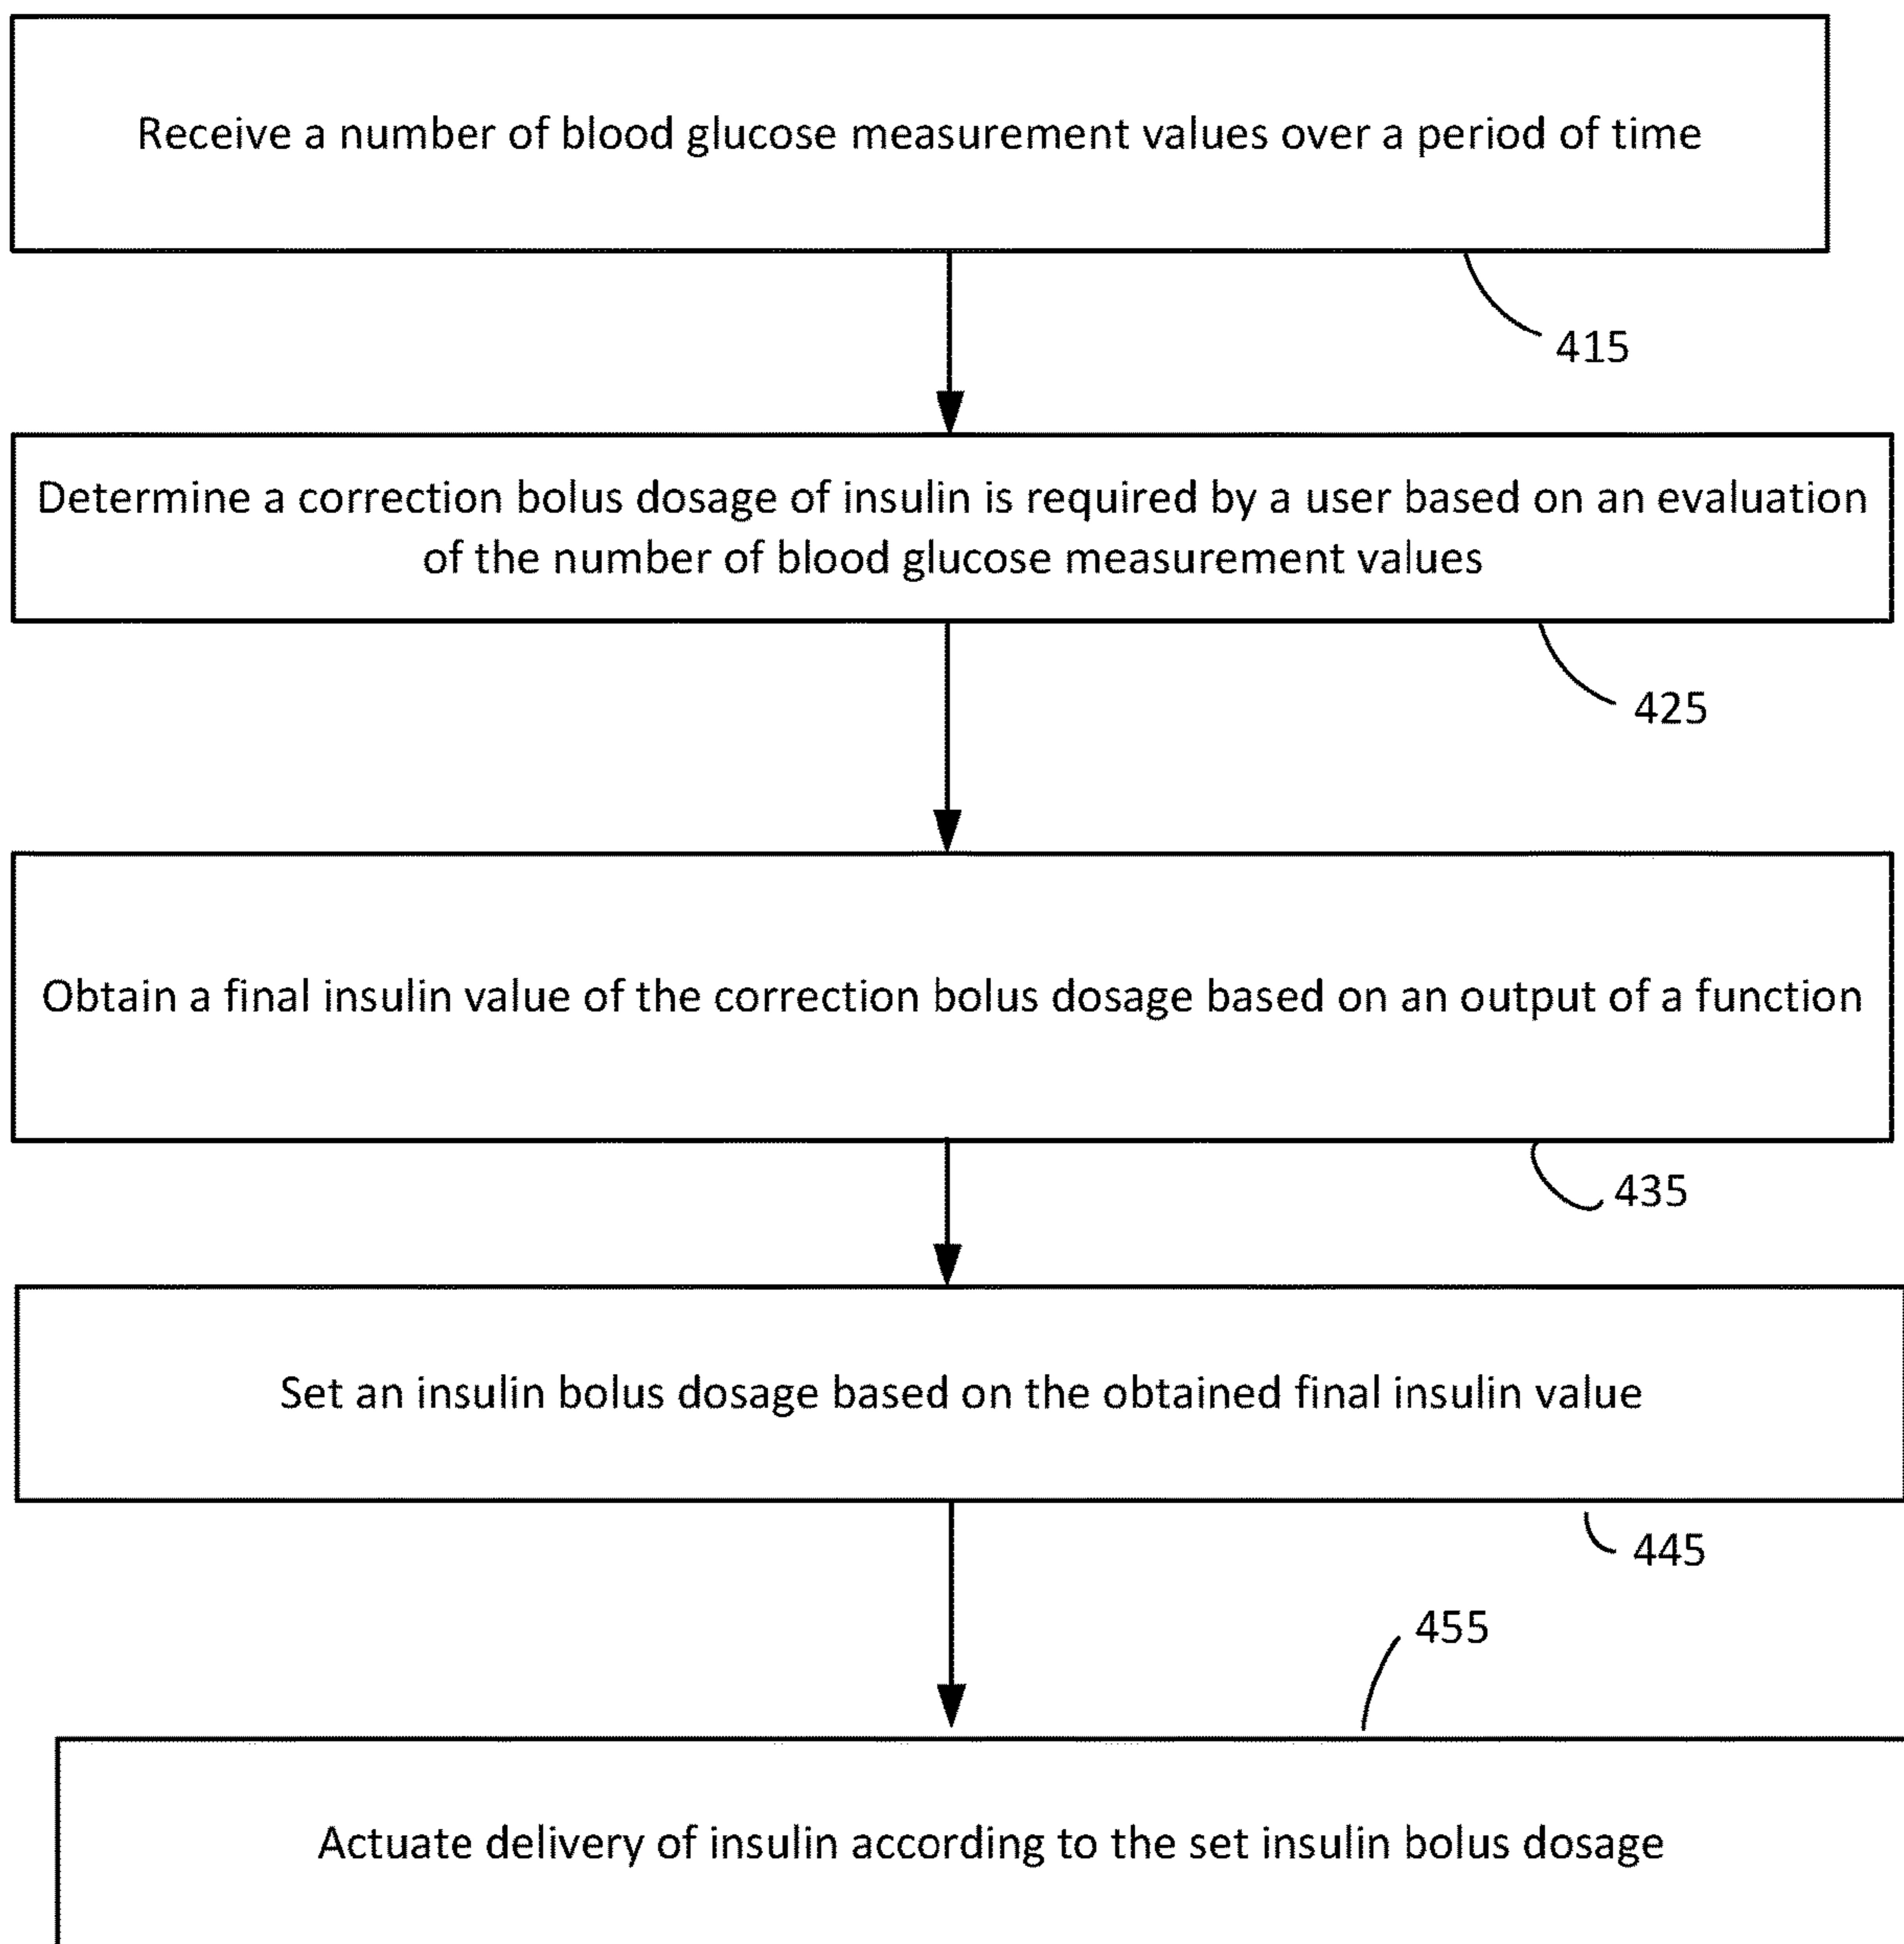 Receive a number of blood glucose measurement values over a period of time
415
Determine a correction bolus dosage of insulin is required by a user based on an evaluation
of the number of blood glucose measurement values
425
Obtain a final insulin value of the correction bolus dosage based on an output of a function
435
Set an insulin bolus dosage based on the obtained final insulin value
445
455
Actuate delivery of insulin according to the set insulin bolus dosage